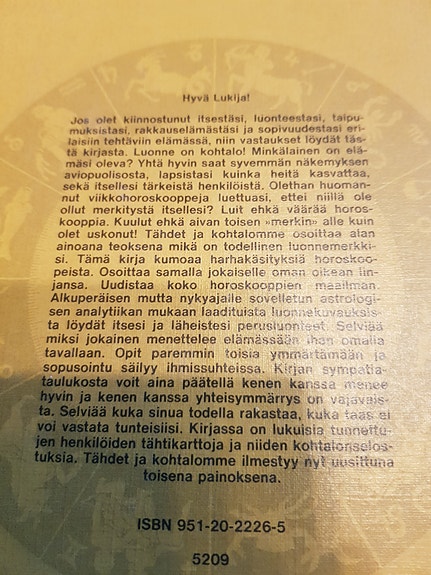 Hyvä Lukija!
Jos olet kiinnostunut itsestäsi, luonteestasi, taipu-
muksistasi, rakkauselämästäsi ja sopivuudestasi eri-
laisiin tehtäviin elämässä, niin vastaukset löydät täs-
tä kirjasta. Luonne on kohtalo! Minkälainen on elä-
mäsi oleva? Yhtä hyvin saat syvemmän näkemyksen
aviopuolisosta, lapsistasi kuinka heitä kasvattaa,
sekä itsellesi tärkeistä henkilöistä. Olethan huoman-
nut viikkohoroskooppeja luettuasi, ettei niillä ole
ollut merkitystä itsellesi? Luit ehkä väärää horos-
kooppia. Kuulut ehkä aivan toisen »merkin» alle kuin
olet uskonut! Tähdet ja kohtalomme osoittaa alan
ainoana teoksena mikä on todellinen luonnemerkki-
si. Tämä kirja kumoaa harhakäsityksiä horoskoo-
peista. Osoittaa samalla jokaiselle oman oikean lin-
jansa. Uudistaa koko horoskooppien maailman.
Alkuperäisen mutta nykyajalle sovelletun astrologi-
sen analytiikan mukaan laadituista luonnekuvauksis-
ta löydät itsesi ja läheistesi perusluonteet. Selviää
miksi jokainen menettelee elämässään ihan omalla
tavallaan. Opit paremmin toisia ymmärtämään ja
sopusointu säilyy ihmissuhteissa. Kirjan sympatia-
taulukosta voit aina päätellä kenen kanssa menee
hyvin ja kenen kanssa yhteisymmärrys on vajavais-
ta. Selviää kuka sinua todella rakastaa, kuka taas ei
voi vastata tunteisiisi. Kirjassa on lukuisia tunnettu-
jen henkilöiden tähtikarttoja ja niiden kohtalonselos-
tuksia. Tähdet ja kohtalomme ilmestyy nyt uusittuna
toisena painoksena.
ISBN 951-20-2226-5
5209